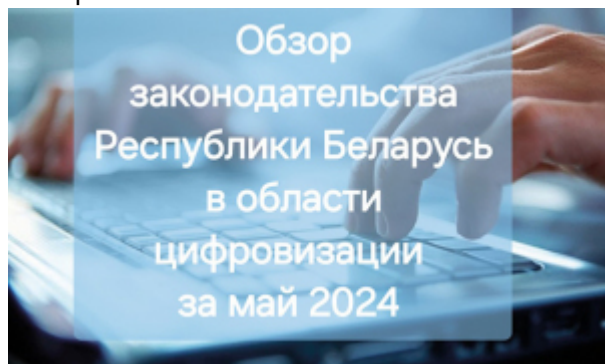 Обзор
законодательства
Республики Беларусь
в области
цифровизации
за май 2024